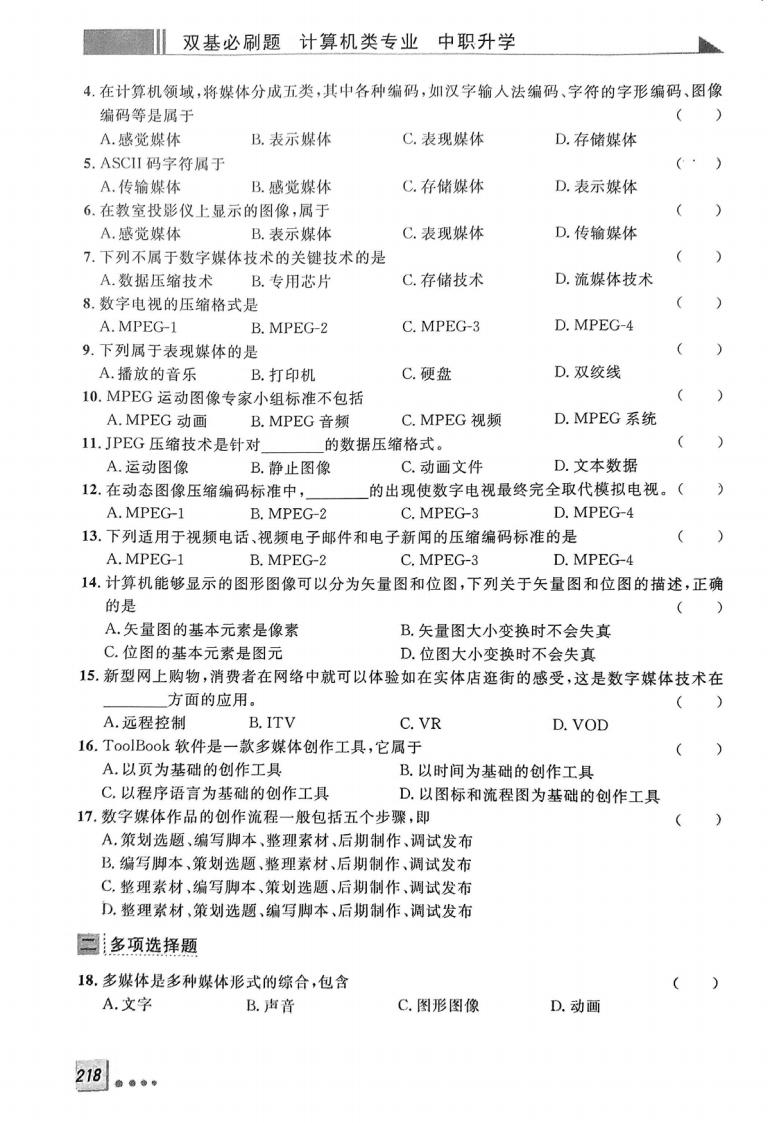 双基必刷题 计算机类专业 中职升学
4. 在计算机领域,将媒体分成五类,其中各种编码,如汉字输人法编码、字符的字形编码、图像
编码等是属于 ( )
A. 感觉媒体 B. 表示媒体 C. 表现媒体 D. 存储媒体
5. ASCII 码字符属于 ( )
A. 传输媒体 B. 感觉媒体 C. 存储媒体 D. 表示媒体
6. 在教室投影仪上显示的图像,属于 ( )
A. 感觉媒体 B. 表示媒体 C. 表现媒体 D. 传输媒体
7. 下列不属于数字媒体技术的关键技术的是 ( )
A. 数据压缩技术 B. 专用芯片 C. 存储技术 D. 流媒体技术
8. 数字电视的压缩格式是 ( )
A. MPEG-1 B. MPEG-2 C. MPEG-3 D. MPEG-4
9. 下列属于表现媒体的是 ( )
A. 播放的音乐 B. 打印机 C. 硬盘 D. 双绞线
10. MPEG 运动图像专家小组标准不包括 ( )
A. MPEG 动画 B. MPEG 音频 C. MPEG 视频 D. MPEG 系统
11. JPEG 压缩技术是针对________的数据压缩格式。 ( )
A. 运动图像 B. 静止图像 C. 动画文件 D. 文本数据
12. 在动态图像压缩编码标准中,________的出现使数字电视最终完全取代模拟电视。 ( )
A. MPEG-1 B. MPEG-2 C. MPEG-3 D. MPEG-4
13. 下列适用于视频电话、视频电子邮件和电子新闻的压缩编码标准的是 ( )
A. MPEG-1 B. MPEG-2 C. MPEG-3 D. MPEG-4
14. 计算机能够显示的图形图像可以分为矢量图和位图,下列关于矢量图和位图的描述,正确
的是 ( )
A. 矢量图的基本元素是像素 B. 矢量图大小变换时不会失真
C. 位图的基本元素是图元 D. 位图大小变换时不会失真
15. 新型网上购物,消费者在网络中就可以体验如在实体店逛街的感受,这是数字媒体技术在
________方面的应用。 ( )
A. 远程控制 B. ITV C. VR D. VOD
16. ToolBook 软件是一款多媒体创作工具,它属于 ( )
A. 以页为基础的创作工具 B. 以时间为基础的创作工具
C. 以程序语言为基础的创作工具 D. 以图标和流程图为基础的创作工具
17. 数字媒体作品的创作流程一般包括五个步骤,即 ( )
A. 策划选题、编写脚本、整理素材、后期制作、调试发布
B. 编写脚本、策划选题、整理素材、后期制作、调试发布
C. 整理素材、编写脚本、策划选题、后期制作、调试发布
D. 整理素材、策划选题、编写脚本、后期制作、调试发布
二 多项选择题
18. 多媒体是多种媒体形式的综合,包含 ( )
A. 文字 B. 声音 C. 图形图像 D. 动画
218